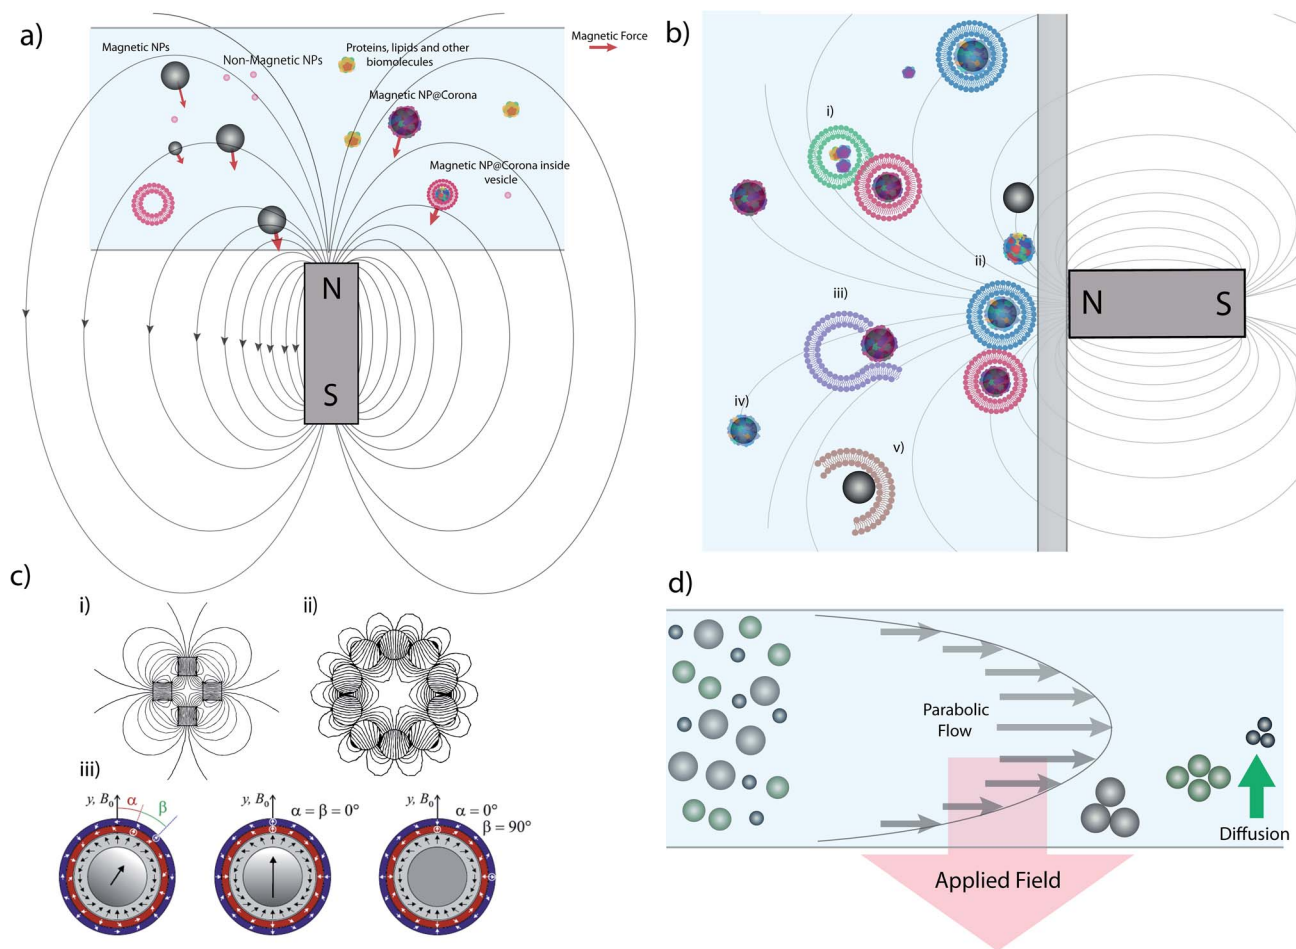 a)
Magnetic NPs
Non-Magnetic NPs
Proteins, lipids and other
biomolecules
Magnetic Force
Magnetic NP@Corona
Magnetic NP@Corona inside
vesicle
N
S
b)
i)
ii)
iii)
iv)
v)
N
S
c)
i)
ii)
iii)
y, B₀
α
β
y, B₀
α = β = 0°
y, B₀
α = 0°
β = 90°
d)
Parabolic
Flow
Diffusion
Applied Field